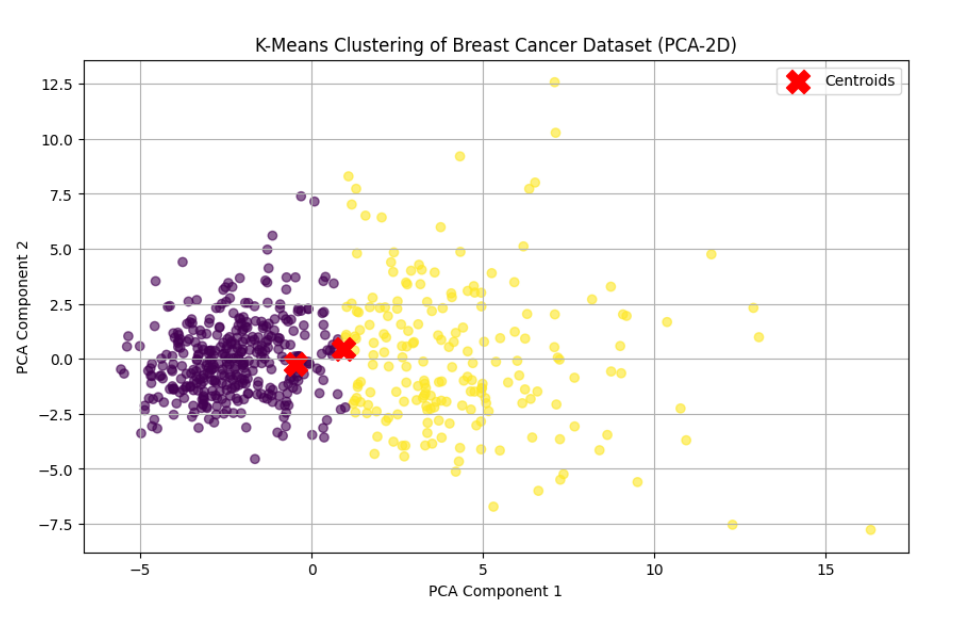 K-Means Clustering of Breast Cancer Dataset (PCA-2D)
Centroids
12.5
10.0
7.5
5.0
2.5
0.0
−2.5
−5.0
−7.5
PCA Component 2
−5 0 5 10 15
PCA Component 1